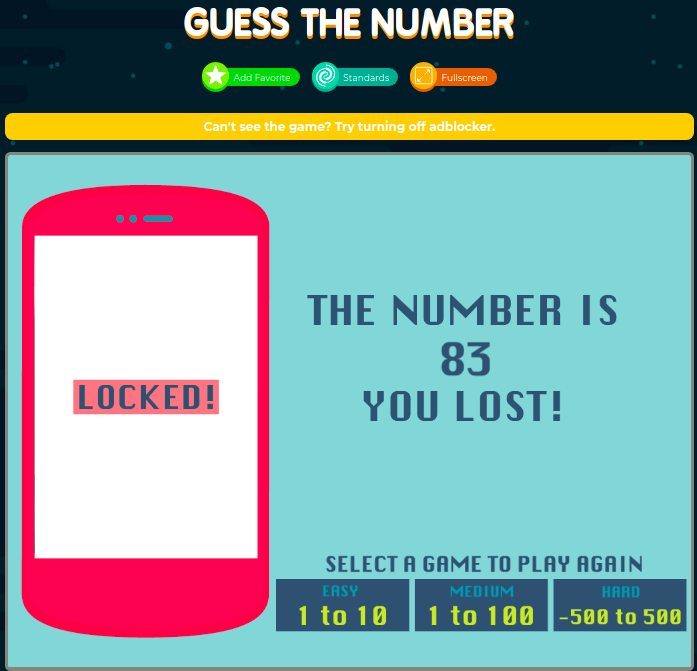 GUESS THE NUMBER
Add Favorite
Standards
Fullscreen
Can't see the game? Try turning off adblocker.
LOCKED!
THE NUMBER IS
83
YOU LOST!
SELECT A GAME TO PLAY AGAIN
EASY
1 to 10
MEDIUM
1 to 100
HARD
-500 to 500